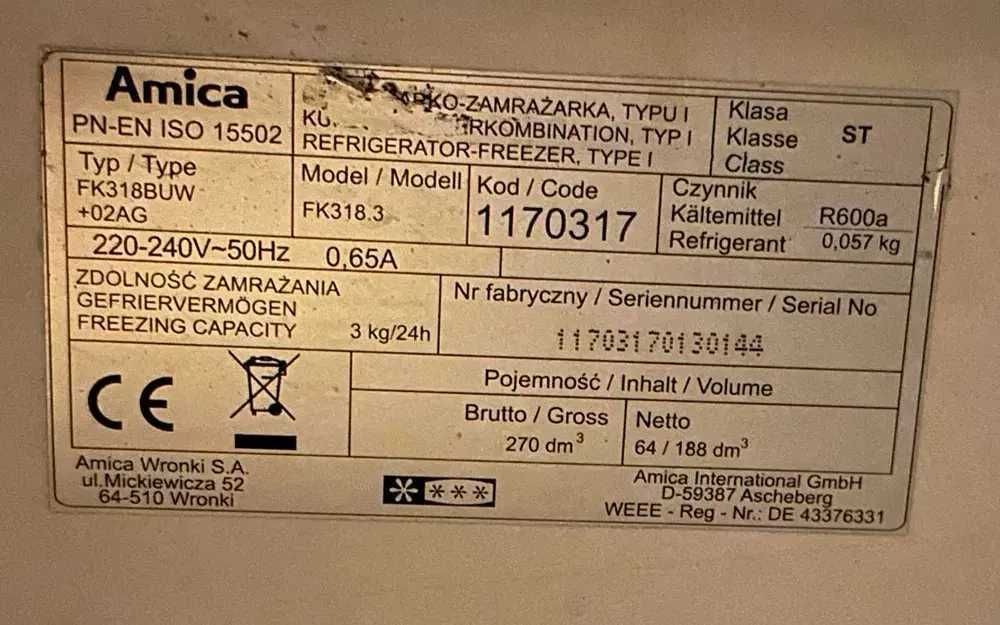 Amica
PN-EN ISO 15502
KO-ZAMRAŻARKA, TYPU I
RKOMBINATION, TYP I
REFRIGERATOR-FREEZER, TYPE I
Klasa
Klasse ST
Class
Typ / Type
FK318BUW
+02AG
Model / Modell
FK318.3
Kod / Code
1170317
Czynnik
Kältemittel R600a
Refrigerant 0,057 kg
220-240V~50Hz 0,65A
ZDOLNOŚĆ ZAMRAŻANIA
GEFRIERVERMÖGEN
FREEZING CAPACITY 3 kg/24h
Nr fabryczny / Seriennummer / Serial No
11703170130144
Pojemność / Inhalt / Volume
Brutto / Gross
270 dm³
Netto
64 / 188 dm³
CE
Amica Wronki S.A.
ul.Mickiewicza 52
64-510 Wronki
Amica International GmbH
D-59387 Ascheberg
WEEE - Reg - Nr.: DE 43376331